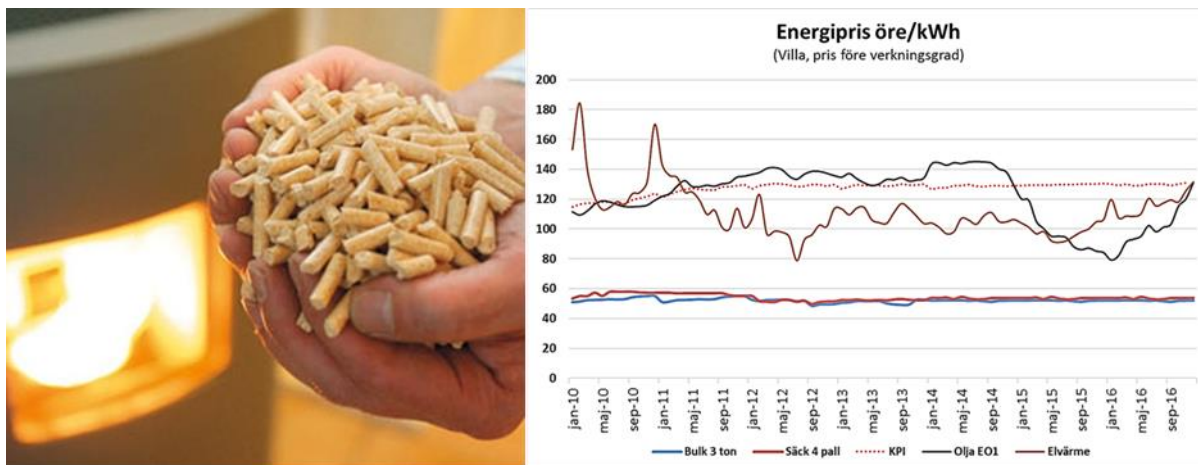 Energipris öre/kWh
(Villa, pris före verkningsgrad)
200
180
160
140
120
100
80
60
40
20
0
jan-10
maj-10
sep-10
jan-11
maj-11
sep-11
jan-12
maj-12
sep-12
jan-13
maj-13
sep-13
jan-14
maj-14
sep-14
jan-15
maj-15
sep-15
jan-16
maj-16
sep-16
Bulk 3 ton Säck 4 pall KPI Olja EO1 Elvärme